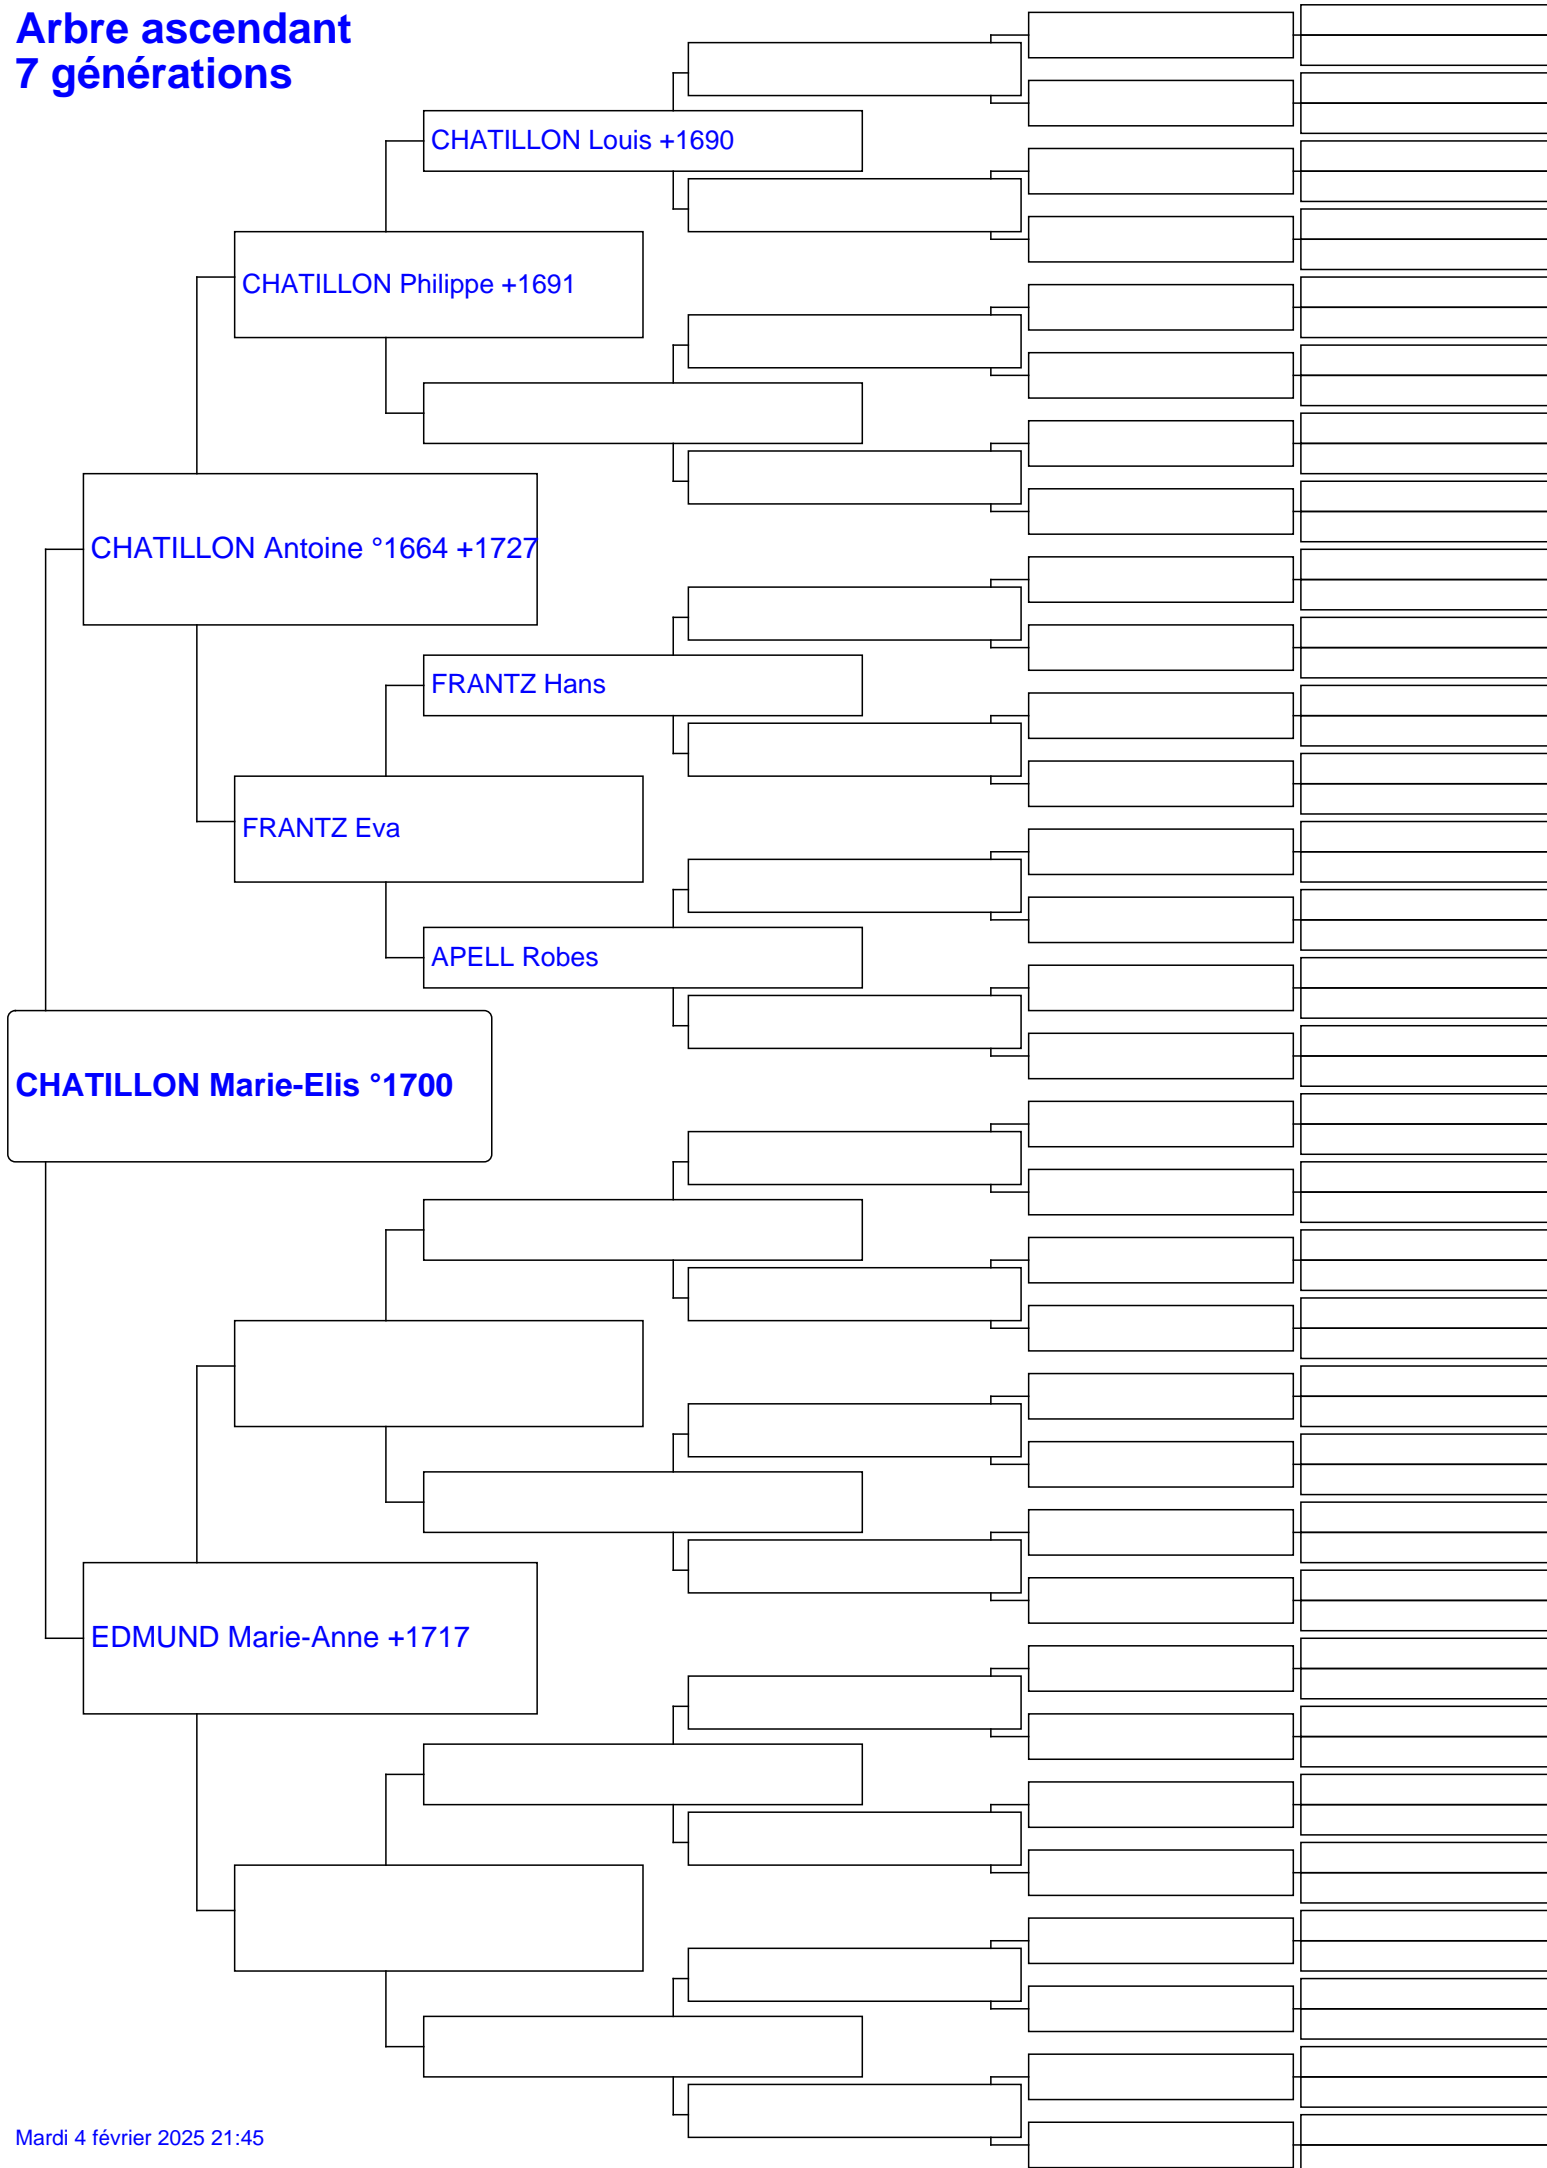 Arbre ascendant
7 générations
CHATILLON Louis +1690
CHATILLON Philippe +1691
CHATILLON Antoine °1664 +1727
FRANTZ Hans
FRANTZ Eva
APELL Robes
CHATILLON Marie-Elis °1700
EDMUND Marie-Anne +1717
Mardi 4 février 2025 21:45